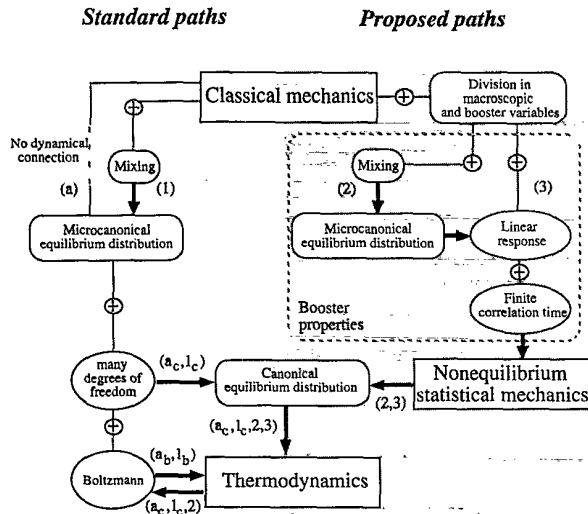 Standard paths
Proposed paths
Classical mechanics
Division in
macroscopic
and booster variables
No dynamical
connection
(a)
Mixing
(1)
Mixing
(2)
(3)
Microcanonical
equilibrium distribution
Microcanonical
equilibrium distribution
Linear
response
Booster
properties
Finite
correlation time
many
degrees of
freedom
(a_c,1_c)
Canonical
equilibrium distribution
(2,3)
Nonequilibrium
statistical mechanics
(a_c,1_c,2,3)
Boltzmann
(a_b,1_b)
Thermodynamics
(a_c,1_c,2)